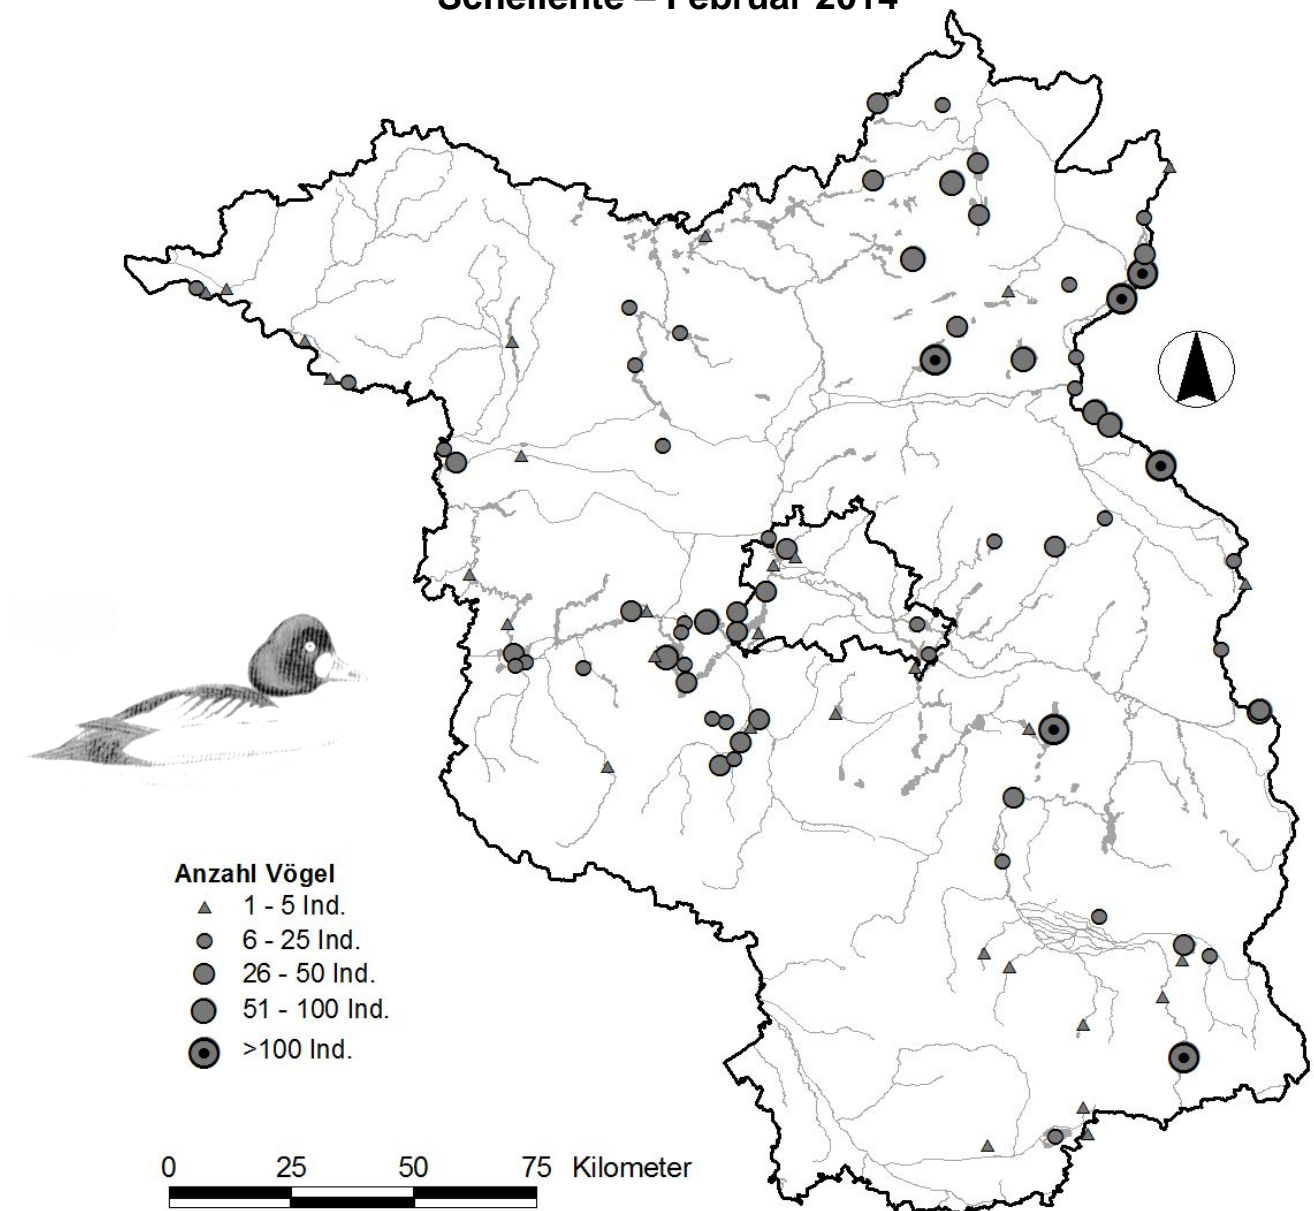 Schellente – Februar 2014
Anzahl Vögel
1 - 5 Ind.
6 - 25 Ind.
26 - 50 Ind.
51 - 100 Ind.
>100 Ind.
0 25 50 75 Kilometer